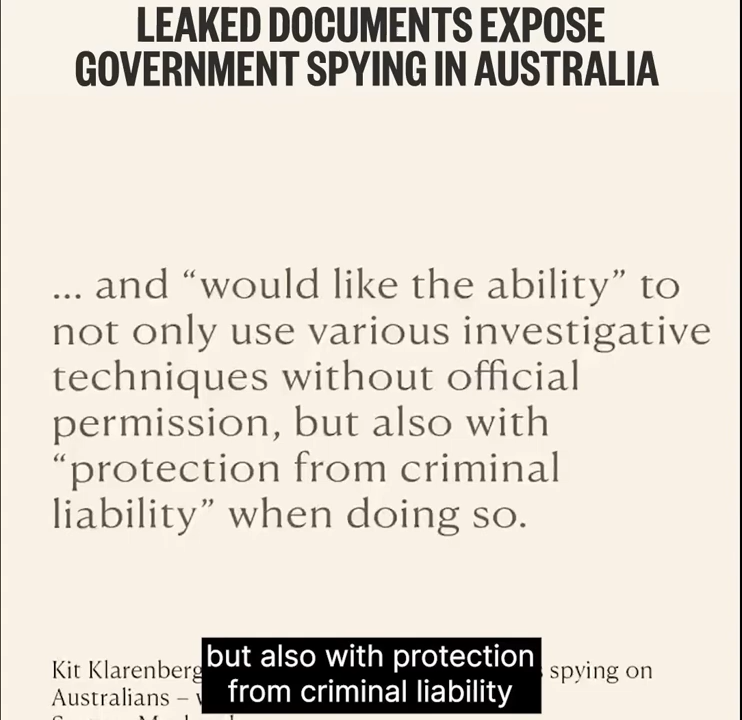 LEAKED DOCUMENTS EXPOSE
GOVERNMENT SPYING IN AUSTRALIA
... and “would like the ability” to
not only use various investigative
techniques without official
permission, but also with
“protection from criminal
liability” when doing so.
but also with protection
from criminal liability
Kit Klarenberg spying on
Australians –